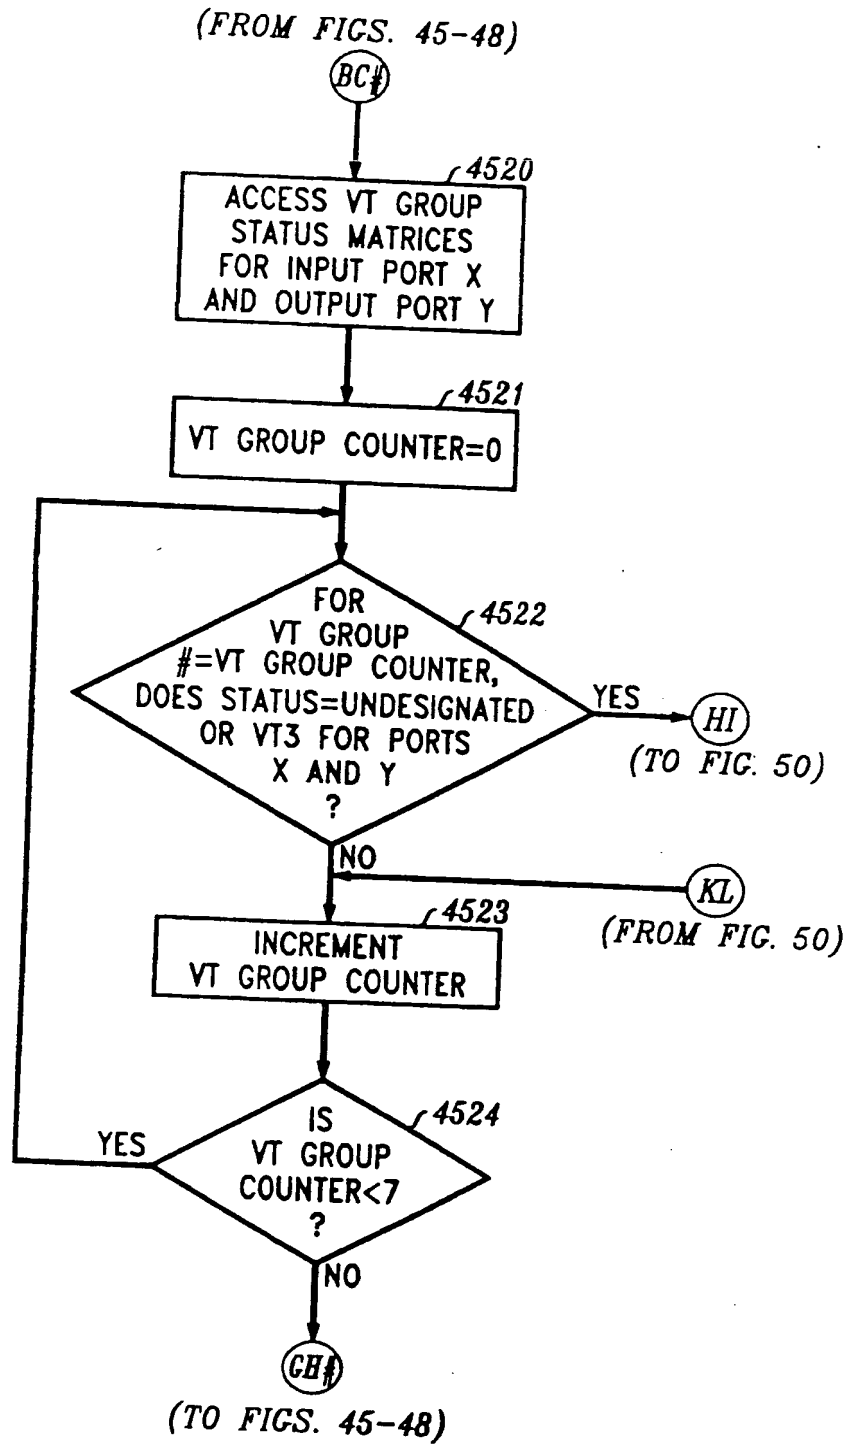 (FROM FIGS. 45-48)
BC#
4520
ACCESS VT GROUP
STATUS MATRICES
FOR INPUT PORT X
AND OUTPUT PORT Y
4521
VT GROUP COUNTER=0
4522
FOR
VT GROUP
#=VT GROUP COUNTER,
DOES STATUS=UNDESIGNATED
OR VT3 FOR PORTS
X AND Y
?
YES
HI
(TO FIG. 50)
NO
KL
(FROM FIG. 50)
4523
INCREMENT
VT GROUP COUNTER
4524
IS
VT GROUP
COUNTER<7
?
YES
NO
GH#
(TO FIGS. 45-48)